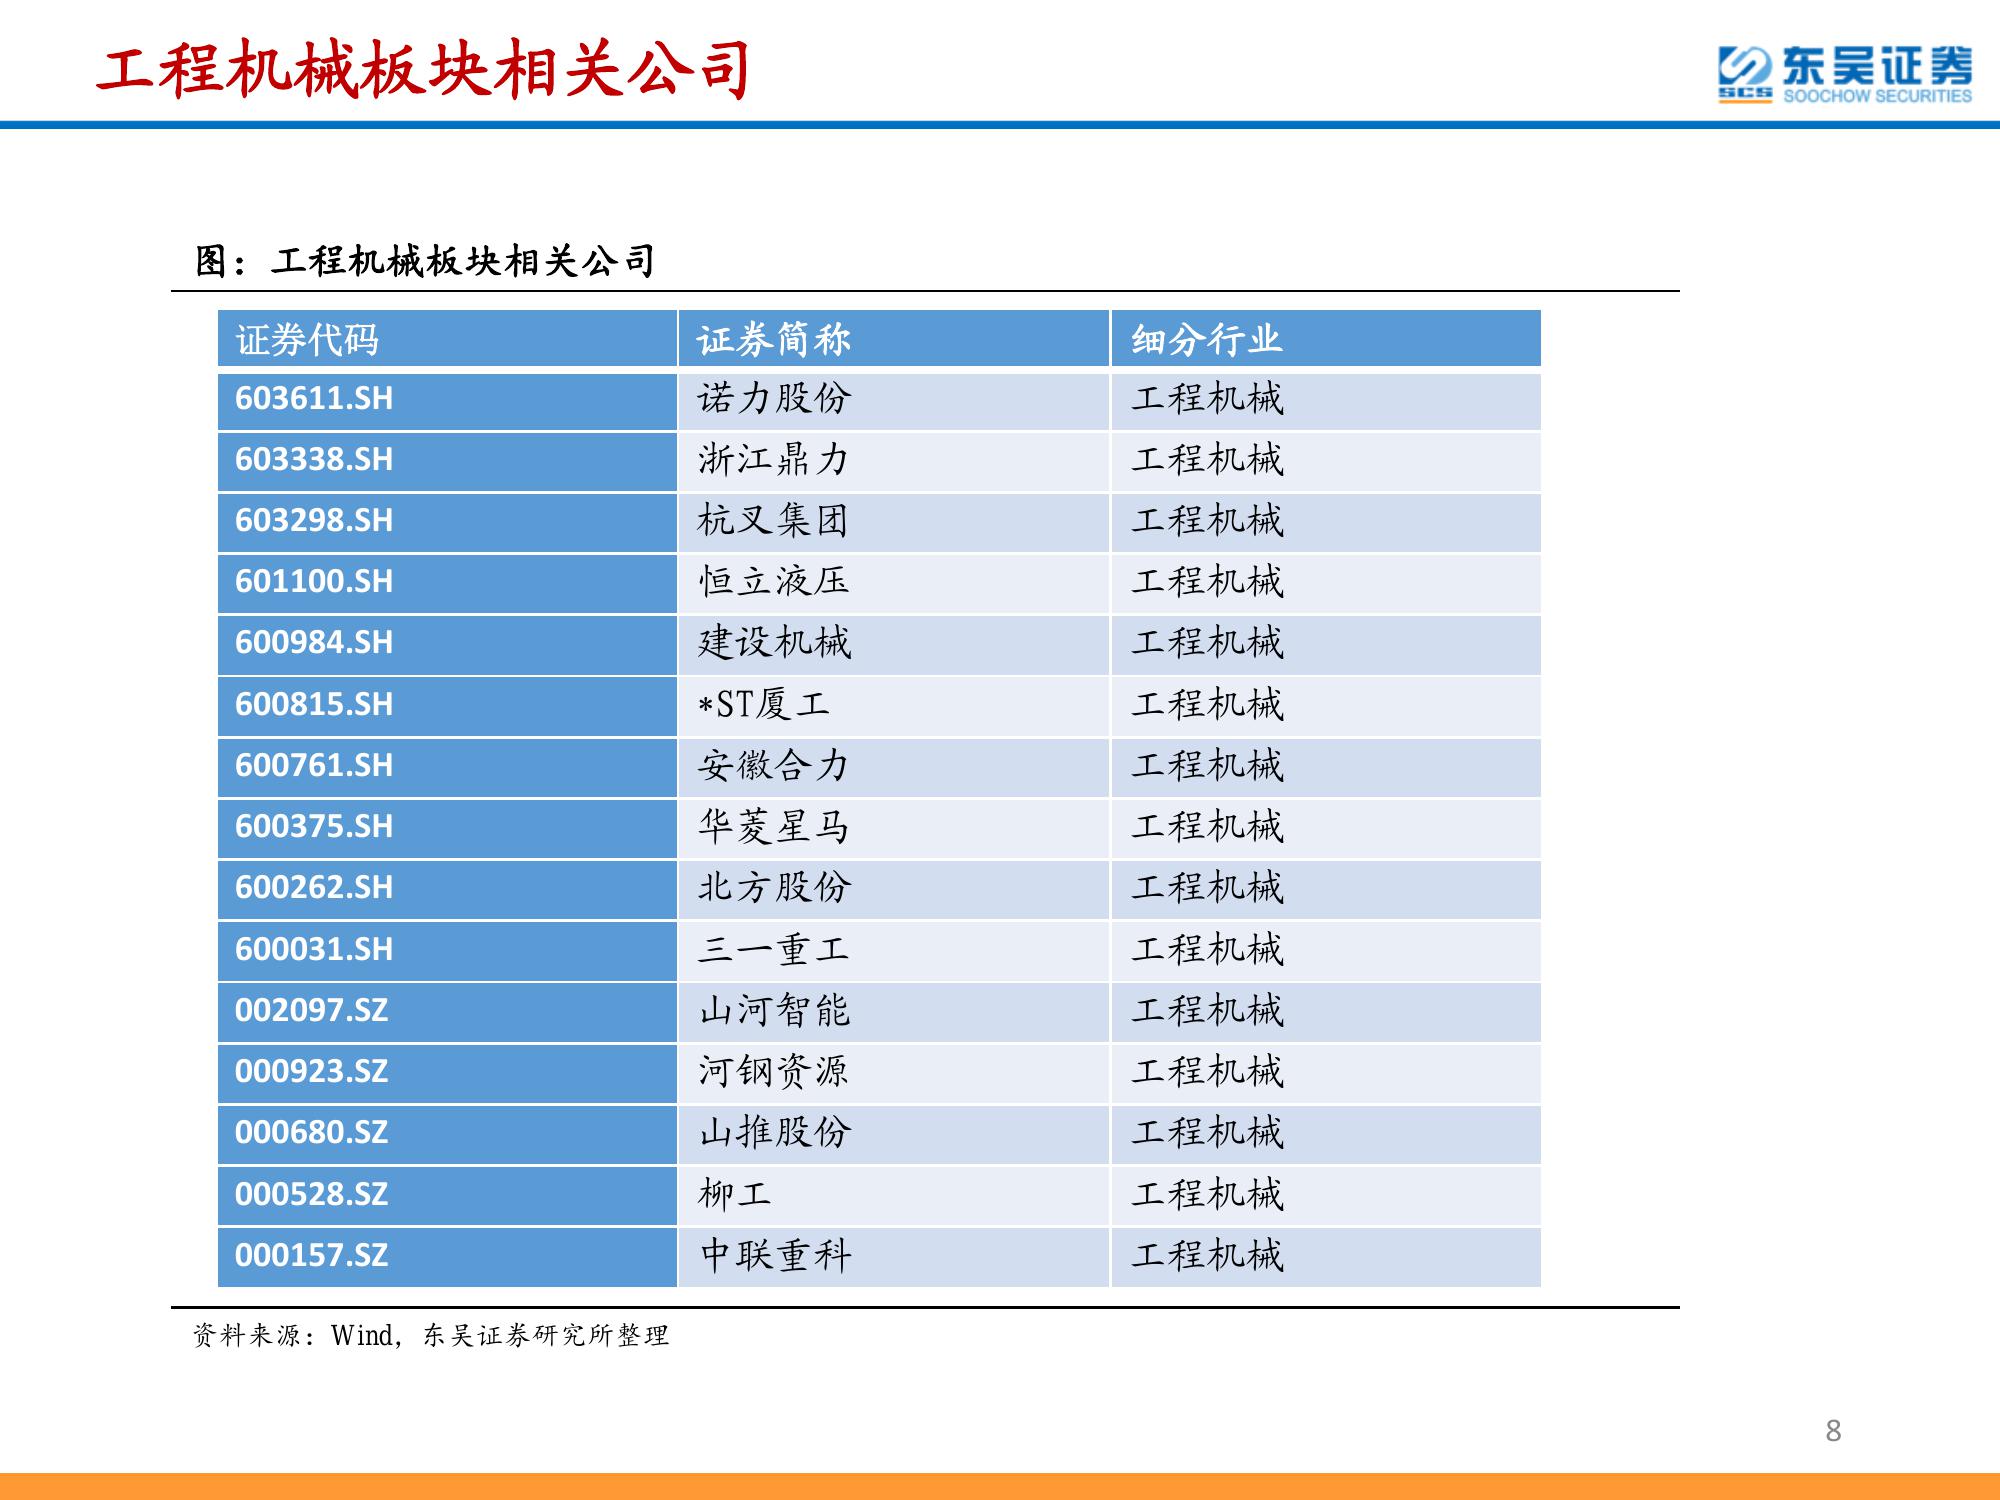 工程机械板块相关公司
东吴证券
SCS SOOCHOW SECURITIES
图：工程机械板块相关公司
证券代码 证券简称 细分行业
603611.SH 诺力股份 工程机械
603338.SH 浙江鼎力 工程机械
603298.SH 杭叉集团 工程机械
601100.SH 恒立液压 工程机械
600984.SH 建设机械 工程机械
600815.SH *ST厦工 工程机械
600761.SH 安徽合力 工程机械
600375.SH 华菱星马 工程机械
600262.SH 北方股份 工程机械
600031.SH 三一重工 工程机械
002097.SZ 山河智能 工程机械
000923.SZ 河钢资源 工程机械
000680.SZ 山推股份 工程机械
000528.SZ 柳工 工程机械
000157.SZ 中联重科 工程机械
资料来源：Wind，东吴证券研究所整理
8